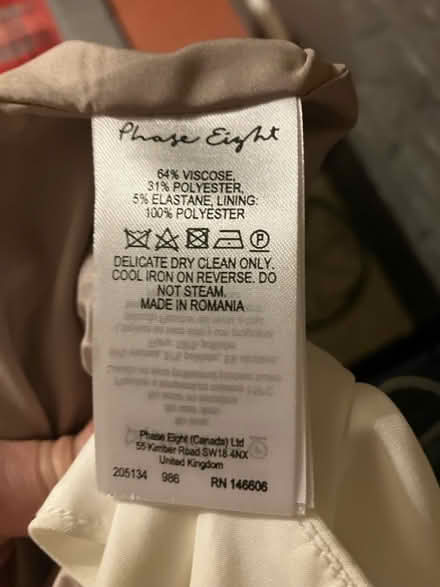 Phase Eight
64% VISCOSE,
31% POLYESTER,
5% ELASTANE, LINING:
100% POLYESTER
P
DELICATE DRY CLEAN ONLY.
COOL IRON ON REVERSE. DO
NOT STEAM.
MADE IN ROMANIA
Phase Eight (Canada) Ltd
55 Kimber Road SW18 4NX
United Kingdom
205134 986 RN 146606